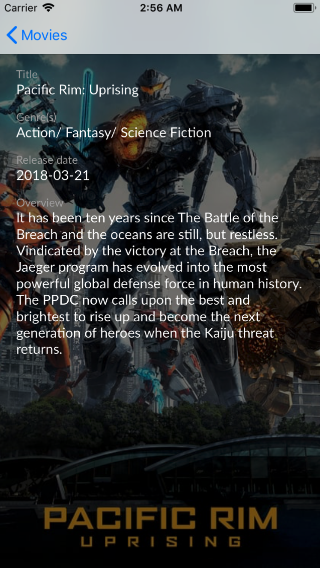 Carrier 2:56 AM
Movies
Title
Pacific Rim: Uprising
Genre(s)
Action/ Fantasy/ Science Fiction
Release date
2018-03-21
Overview
It has been ten years since The Battle of the
Breach and the oceans are still, but restless.
Vindicated by the victory at the Breach, the
Jaeger program has evolved into the most
powerful global defense force in human history.
The PPDC now calls upon the best and
brightest to rise up and become the next
generation of heroes when the Kaiju threat
returns.
PACIFIC RIM
UPRISING